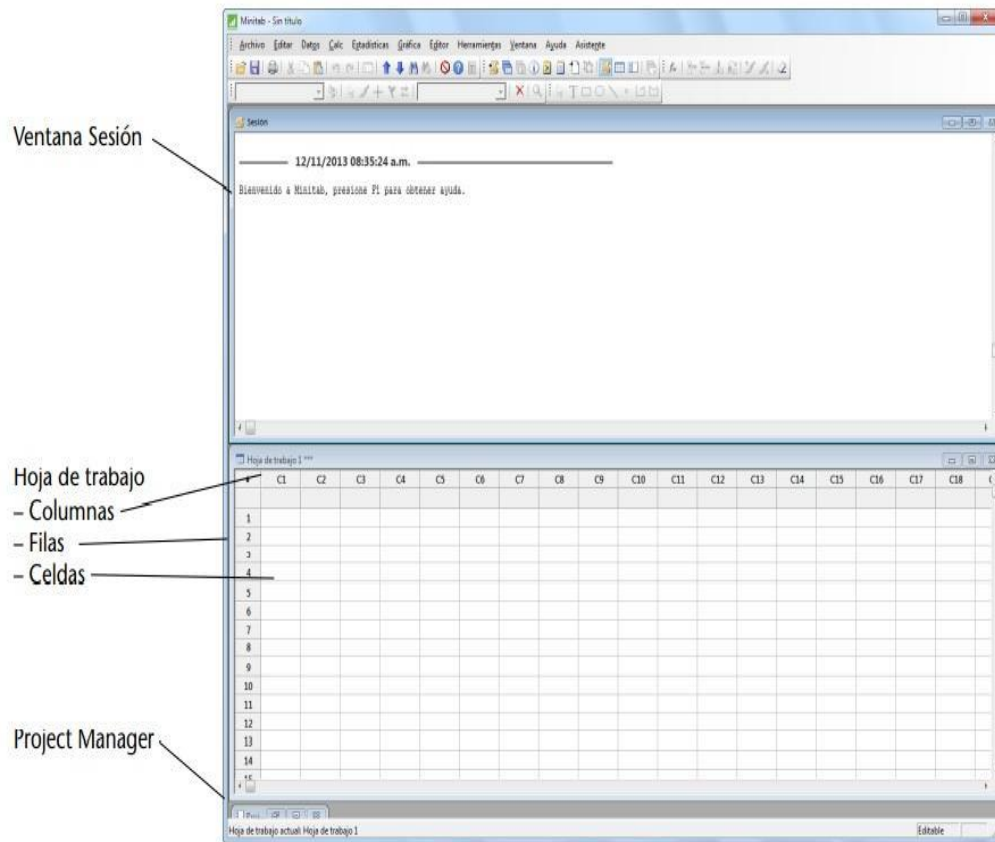 Minitab - Sin título
Archivo Editar Datos Calc Estadísticas Gráfica Editor Herramientas Ventana Ayuda Asistente
Ventana Sesión
Sesión
12/11/2013 08:35:24 a.m.
Bienvenido a Minitab, presione F1 para obtener ayuda.
Hoja de trabajo
– Columnas
– Filas
– Celdas
Hoja de trabajo 1 ***
C1 C2 C3 C4 C5 C6 C7 C8 C9 C10 C11 C12 C13 C14 C15 C16 C17 C18
1
2
3
4
5
6
7
8
9
10
11
12
13
14
15
Project Manager
Hoja de trabajo actual: Hoja de trabajo 1
Editable